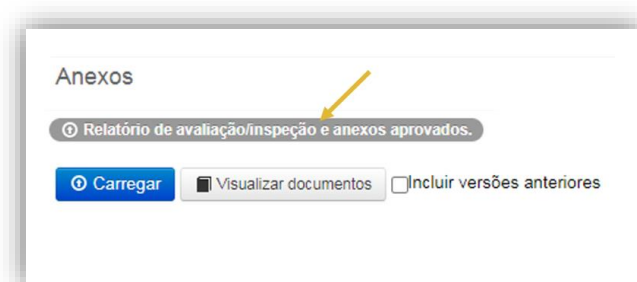 Anexos
Relatório de avaliação/inspeção e anexos aprovados.
Carregar Visualizar documentos Incluir versões anteriores